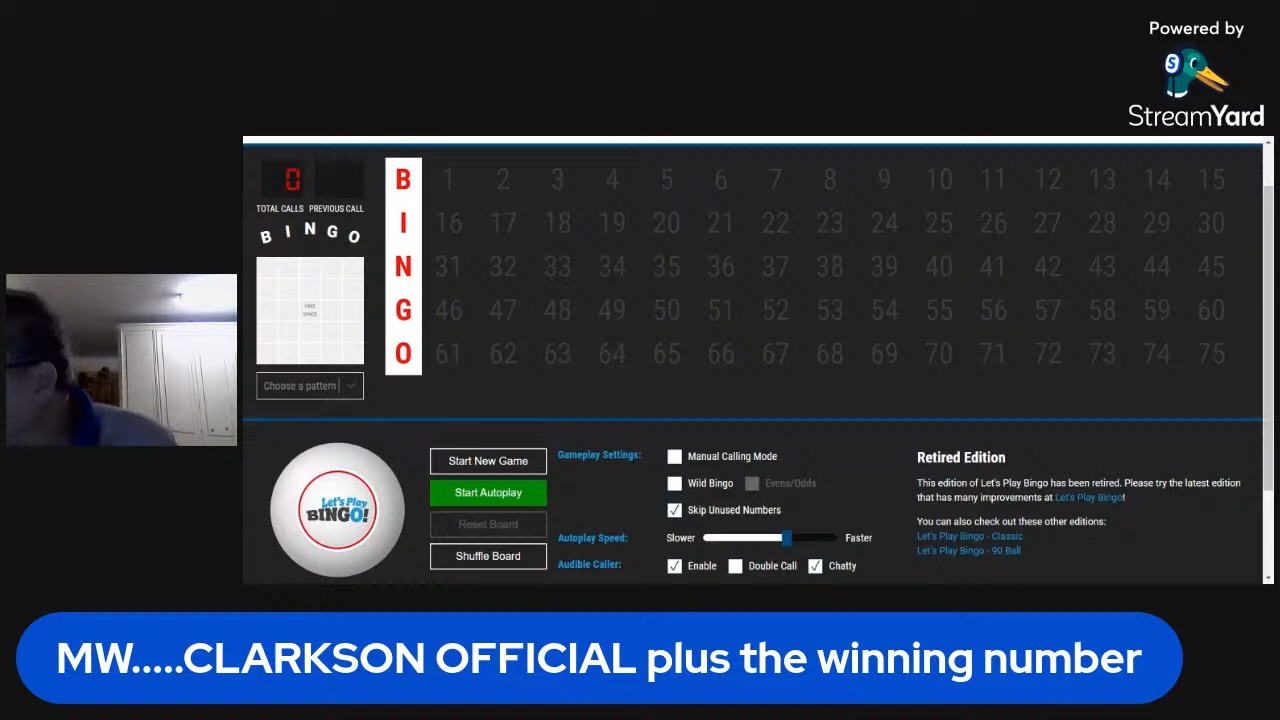 Powered by
S
StreamYard
0
TOTAL CALLS PREVIOUS CALL
B I N G O
FREE
SPACE
Choose a pattern
B 1 2 3 4 5 6 7 8 9 10 11 12 13 14 15
I 16 17 18 19 20 21 22 23 24 25 26 27 28 29 30
N 31 32 33 34 35 36 37 38 39 40 41 42 43 44 45
G 46 47 48 49 50 51 52 53 54 55 56 57 58 59 60
O 61 62 63 64 65 66 67 68 69 70 71 72 73 74 75
Let's Play
BINGO!
Start New Game
Start Autoplay
Reset Board
Shuffle Board
Gameplay Settings:
Manual Calling Mode
Wild Bingo Evens/Odds
Skip Unused Numbers
Autoplay Speed: Slower Faster
Audible Caller: Enable Double Call Chatty
Retired Edition
This edition of Let's Play Bingo has been retired. Please try the latest edition
that has many improvements at Let's Play Bingo!
You can also check out these other editions:
Let's Play Bingo - Classic
Let's Play Bingo - 90 Ball
MW.....CLARKSON OFFICIAL plus the winning number